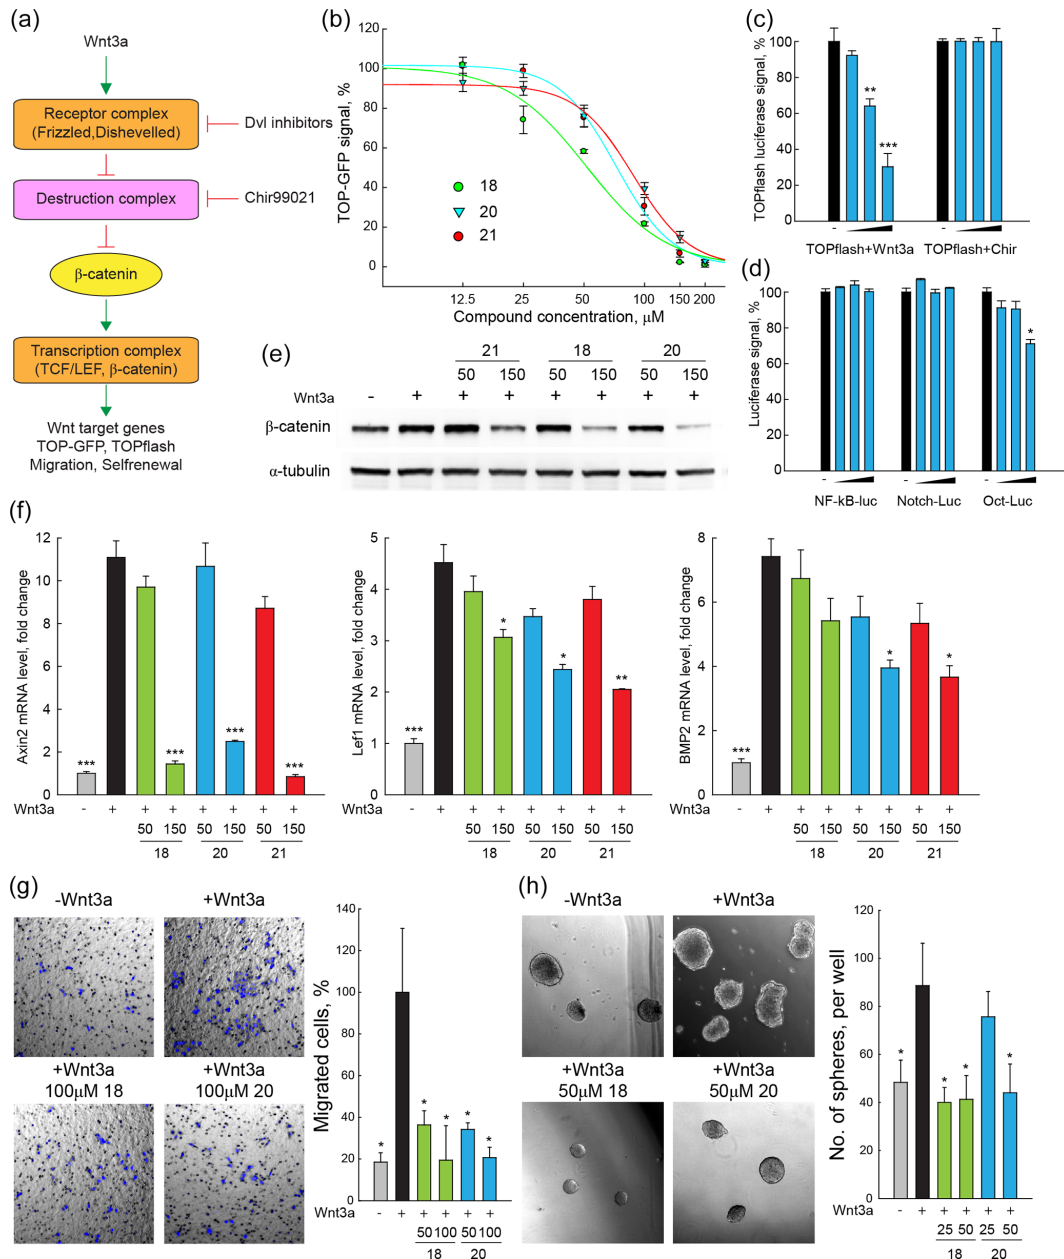 (a)
Wnt3a
Receptor complex
(Frizzled,Dishevelled)
Dvl inhibitors
Destruction complex
Chir99021
β-catenin
Transcription complex
(TCF/LEF, β-catenin)
Wnt target genes
TOP-GFP, TOPflash
Migration, Selfrenewal
(b)
TOP-GFP signal, %
120
100
80
60
40
20
0
18
20
21
12.5 25 50 100 150 200
Compound concentration, μM
(c)
TOPflash luciferase signal, %
100
80
60
40
20
0
** ***
- -
TOPflash+Wnt3a TOPflash+Chir
(d)
Luciferase signal, %
100
80
60
40
20
0
*
- - -
NF-kB-luc Notch-Luc Oct-Luc
(e)
21 18 20
50 150 50 150 50 150
Wnt3a - + + + + + + +
β-catenin
α-tubulin
(f)
Axin2 mRNA level, fold change
12
10
8
6
4
2
0
*** *** *** ***
Wnt3a - + + + + + + +
50 150 50 150 50 150
18 20 21
Lef1 mRNA level, fold change
5
4
3
2
1
0
*** * * **
Wnt3a - + + + + + + +
50 150 50 150 50 150
18 20 21
BMP2 mRNA level, fold change
8
6
4
2
0
*** * *
Wnt3a - + + + + + + +
50 150 50 150 50 150
18 20 21
(g)
-Wnt3a +Wnt3a
+Wnt3a
100μM 18
+Wnt3a
100μM 20
Migrated cells, %
140
120
100
80
60
40
20
0
* * * * *
Wnt3a - + + + + +
50 100 50 100
18 20
(h)
-Wnt3a +Wnt3a
+Wnt3a
50μM 18
+Wnt3a
50μM 20
No. of spheres, per well
120
100
80
60
40
20
0
* * * *
Wnt3a - + + + + +
25 50 25 50
18 20